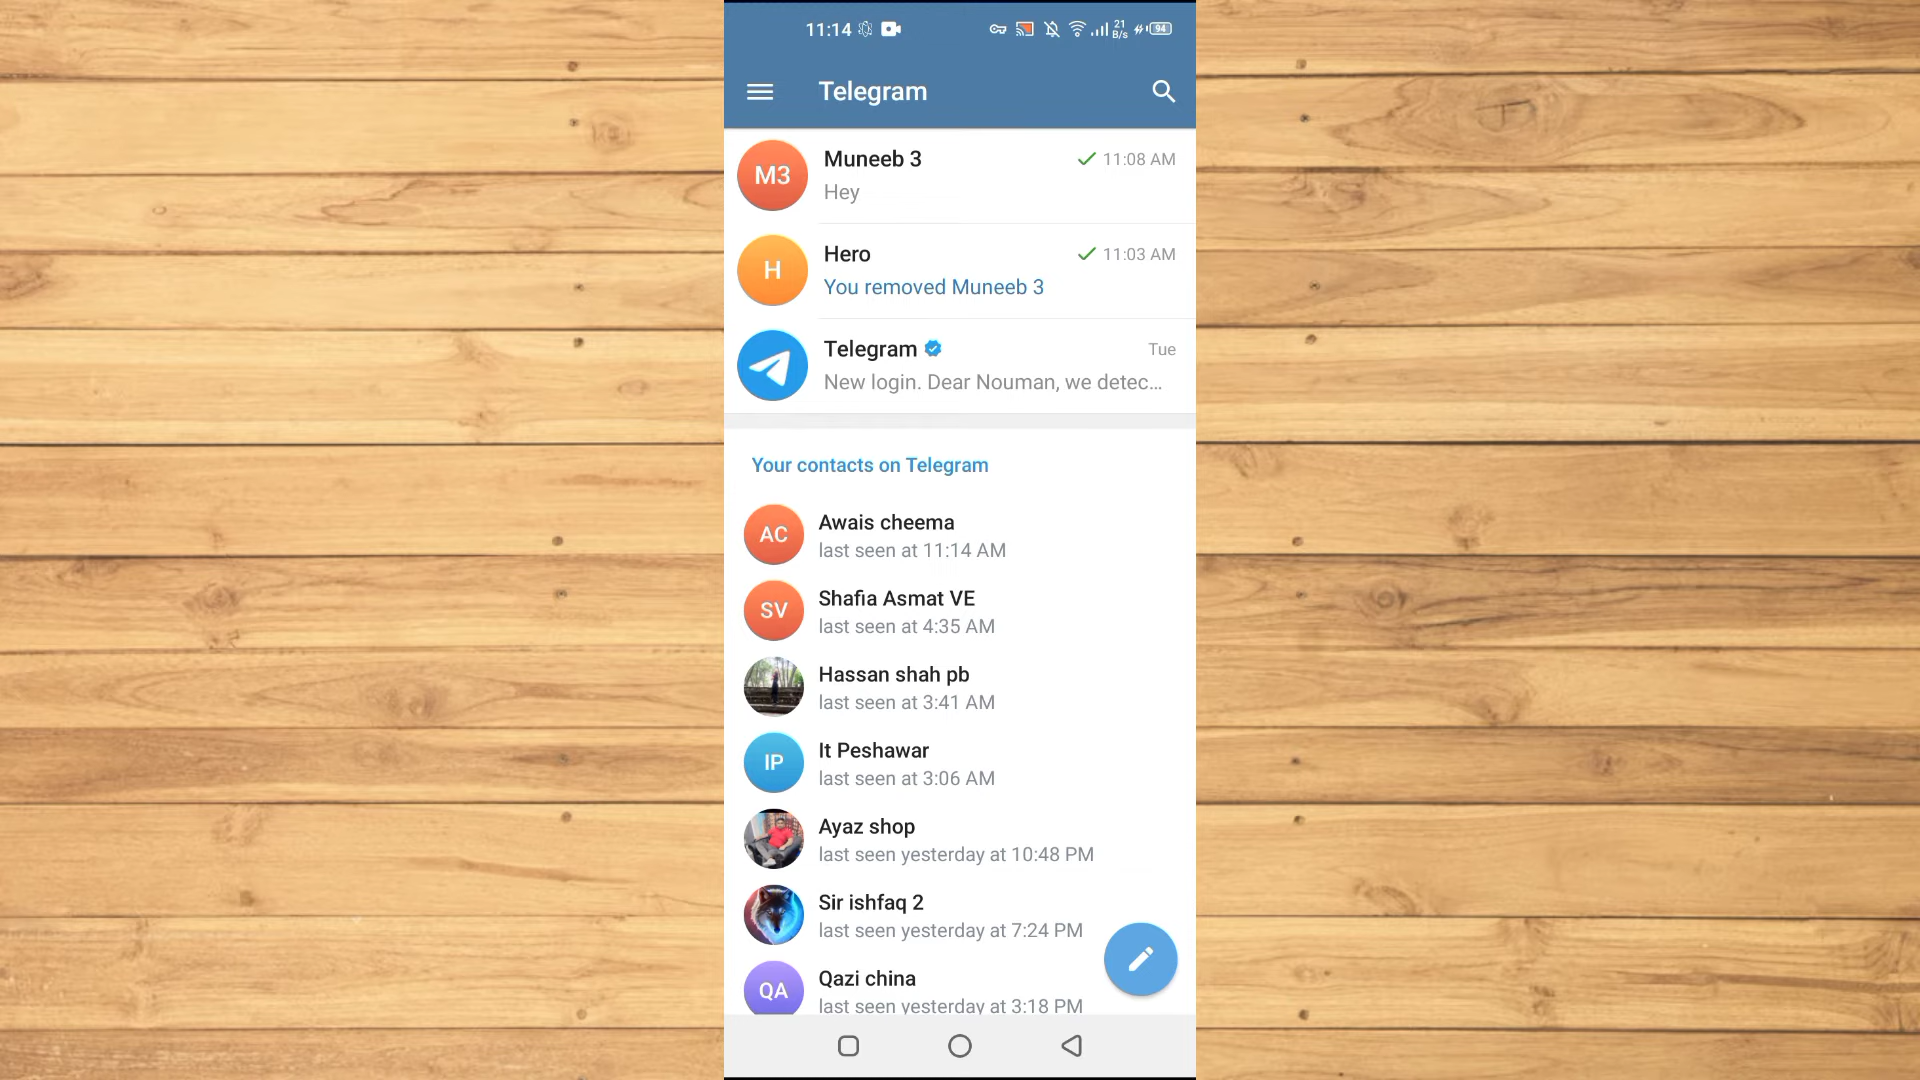 11:14 21 B/s 94
Telegram
M3 Muneeb 3 11:08 AM
Hey
H Hero 11:03 AM
You removed Muneeb 3
Telegram Tue
New login. Dear Nouman, we detec...
Your contacts on Telegram
AC Awais cheema
last seen at 11:14 AM
SV Shafia Asmat VE
last seen at 4:35 AM
Hassan shah pb
last seen at 3:41 AM
IP It Peshawar
last seen at 3:06 AM
Ayaz shop
last seen yesterday at 10:48 PM
Sir ishfaq 2
last seen yesterday at 7:24 PM
QA Qazi china
last seen yesterday at 3:18 PM